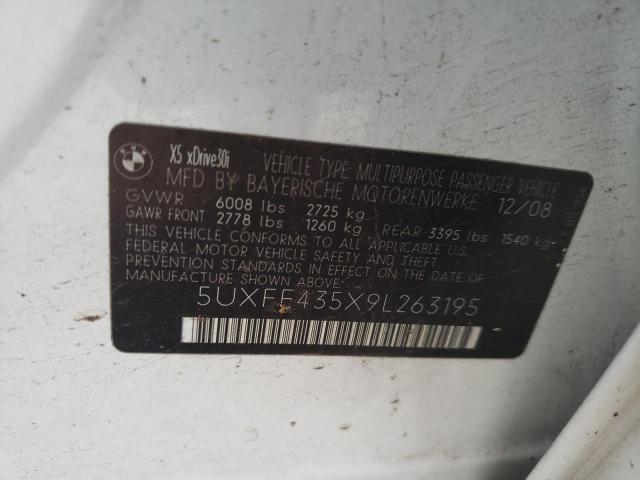 BMW
X5 xDrive30i VEHICLE TYPE: MULTIPURPOSE PASSENGER VEHICLE
MFD BY BAYERISCHE MOTORENWERKE 12/08
GVWR 6008 lbs 2725 kg
GAWR FRONT 2778 lbs 1260 kg REAR 3395 lbs 1540 kg
THIS VEHICLE CONFORMS TO ALL APPLICABLE U.S.
FEDERAL MOTOR VEHICLE SAFETY AND THEFT
PREVENTION STANDARDS IN EFFECT ON THE DATE OF
MANUFACTURE SHOWN ABOVE:
5UXFE435X9L263195